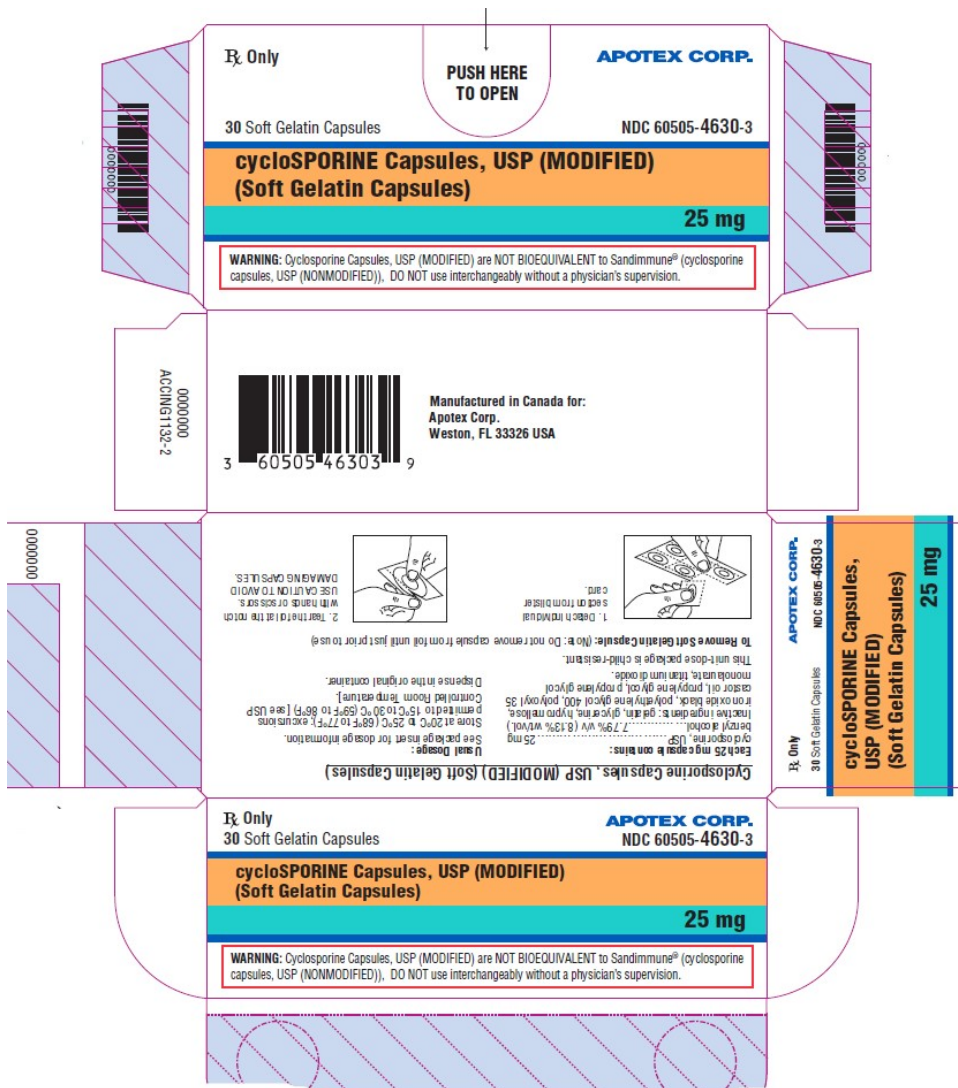 ℞ Only
PUSH HERE
TO OPEN
APOTEX CORP.
30 Soft Gelatin Capsules
NDC 60505-4630-3
cycloSPORINE Capsules, USP (MODIFIED)
(Soft Gelatin Capsules)
25 mg
WARNING: Cyclosporine Capsules, USP (MODIFIED) are NOT BIOEQUIVALENT to Sandimmune® (cyclosporine
capsules, USP (NONMODIFIED)), DO NOT use interchangeably without a physician's supervision.
0000000
0000000
0000000
ACCING1132-2
3 60505 46303 9
Manufactured in Canada for:
Apotex Corp.
Weston, FL 33326 USA
0000000
Cyclosporine Capsules, USP (MODIFIED) (Soft Gelatin Capsules)
Each 25 mg capsule contains:
cyclosporine, USP..............................25 mg
benzyl alcohol..............7.79% v/v (8.13% wt/vol.)
Inactive ingredients: gelatin, glycerine, hypromellose,
iron oxide black, polyethylene glycol 400, polyoxyl 35
castor oil, propylene glycol, propylene glycol
monolaurate, titanium dioxide.
This unit-dose package is child-resistant.
Usual Dosage:
See package insert for dosage information.
Store at 20°C to 25°C (68°F to 77°F); excursions
permitted to 15°C to 30°C (59°F to 86°F) [see USP
Controlled Room Temperature].
Dispense in the original container.
To Remove Soft Gelatin Capsule: (Note: Do not remove capsule from foil until just prior to use)
1. Detach individual
section from blister
card.
2. Tear the foil at the notch
with hands or scissors.
USE CAUTION TO AVOID
DAMAGING CAPSULES.
℞ Only
30 Soft Gelatin Capsules
APOTEX CORP.
NDC 60505-4630-3
cycloSPORINE Capsules,
USP (MODIFIED)
(Soft Gelatin Capsules)
25 mg
℞ Only
30 Soft Gelatin Capsules
APOTEX CORP.
NDC 60505-4630-3
cycloSPORINE Capsules, USP (MODIFIED)
(Soft Gelatin Capsules)
25 mg
WARNING: Cyclosporine Capsules, USP (MODIFIED) are NOT BIOEQUIVALENT to Sandimmune® (cyclosporine
capsules, USP (NONMODIFIED)), DO NOT use interchangeably without a physician's supervision.